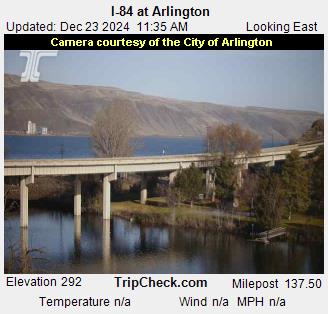 I-84 at Arlington
Updated: Dec 23 2024 11:35 AM Looking East
Camera courtesy of the City of Arlington
Elevation 292 TripCheck.com Milepost 137.50
Temperature n/a Wind n/a MPH n/a